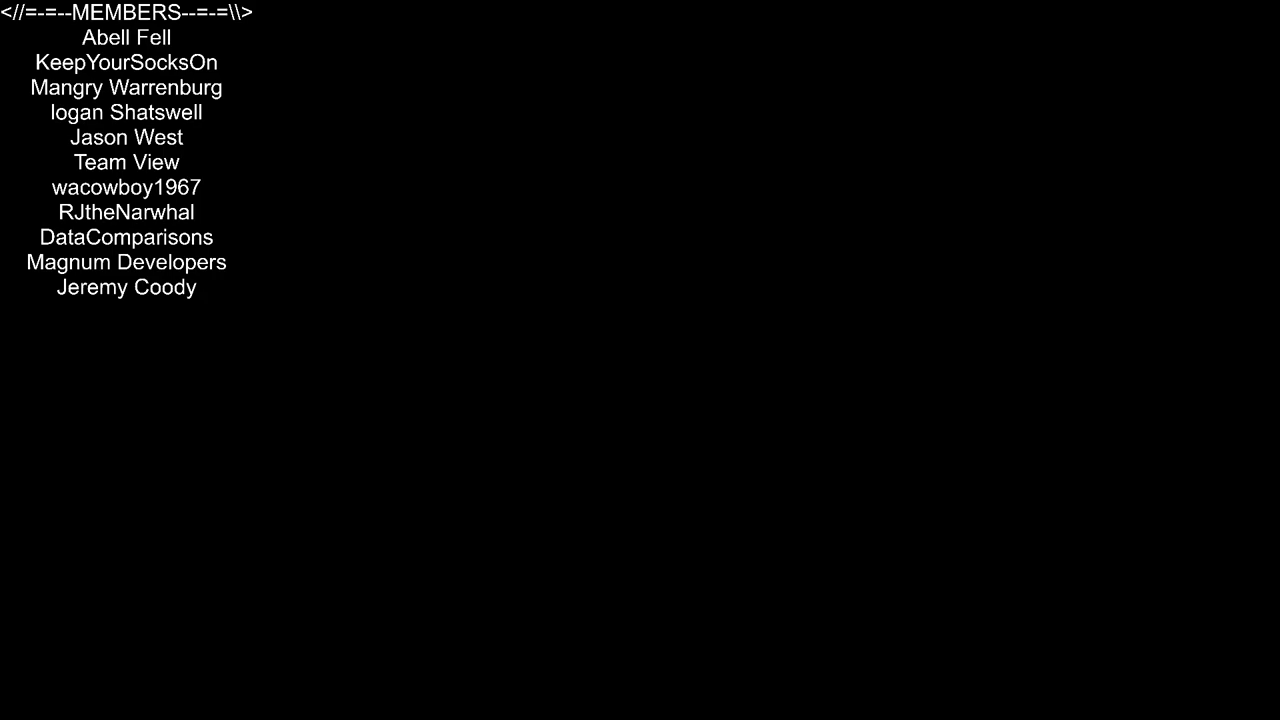 <//=-=--MEMBERS--=-=\\>
Abell Fell
KeepYourSocksOn
Mangry Warrenburg
logan Shatswell
Jason West
Team View
wacowboy1967
RJtheNarwhal
DataComparisons
Magnum Developers
Jeremy Coody